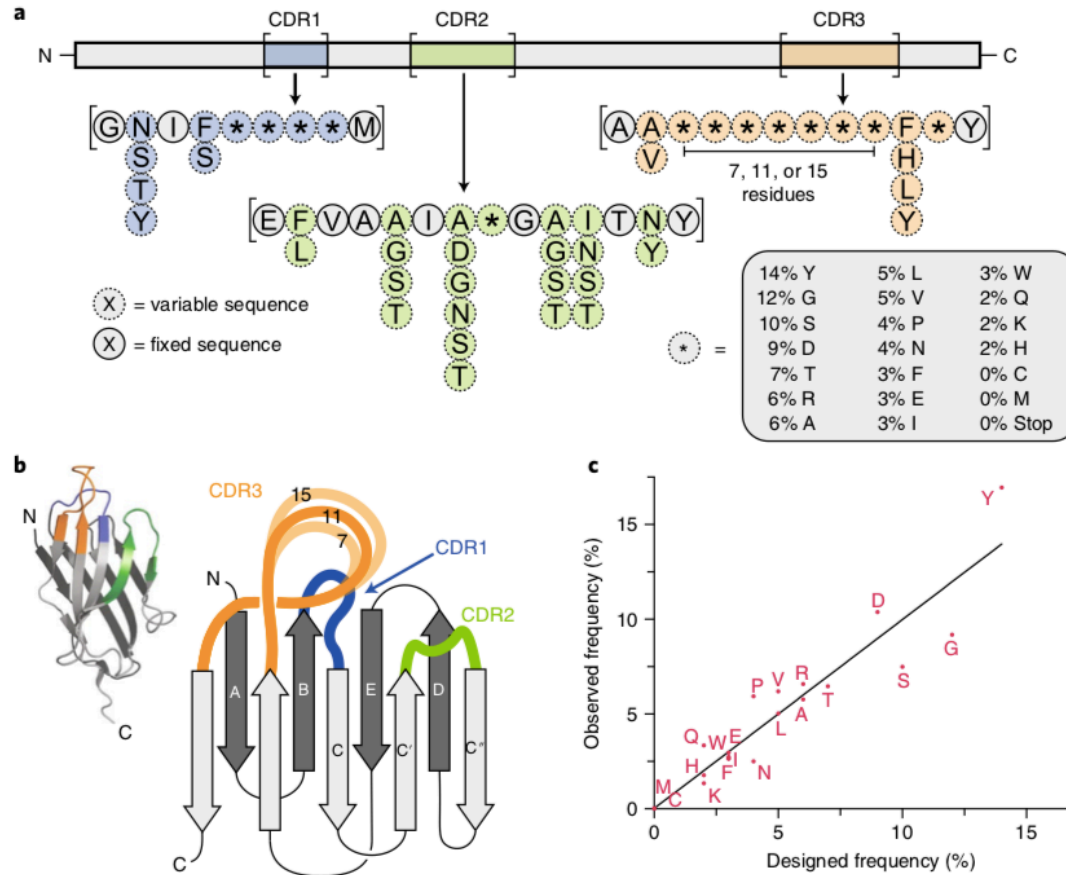 a
CDR1 CDR2 CDR3
N C
G N I F * * * * M
S S
T
Y
A A * * * * * * * F * Y
V H
L
Y
7, 11, or 15
residues
E F V A A I A * G A I T N Y
L G D G N Y
S G S S
T N T T
S
T
X = variable sequence
X = fixed sequence
* =
14% Y 5% L 3% W
12% G 5% V 2% Q
10% S 4% P 2% K
9% D 4% N 2% H
7% T 3% F 0% C
6% R 3% E 0% M
6% A 3% I 0% Stop
b
N
C
CDR3
15
11
7
CDR1
N
CDR2
A B E D
C C′ C″
C
c
Observed frequency (%)
15
10
5
0
Y
D
G
S
P V R
T
A
L
Q W E
I
H F N
M
C K
0 5 10 15
Designed frequency (%)